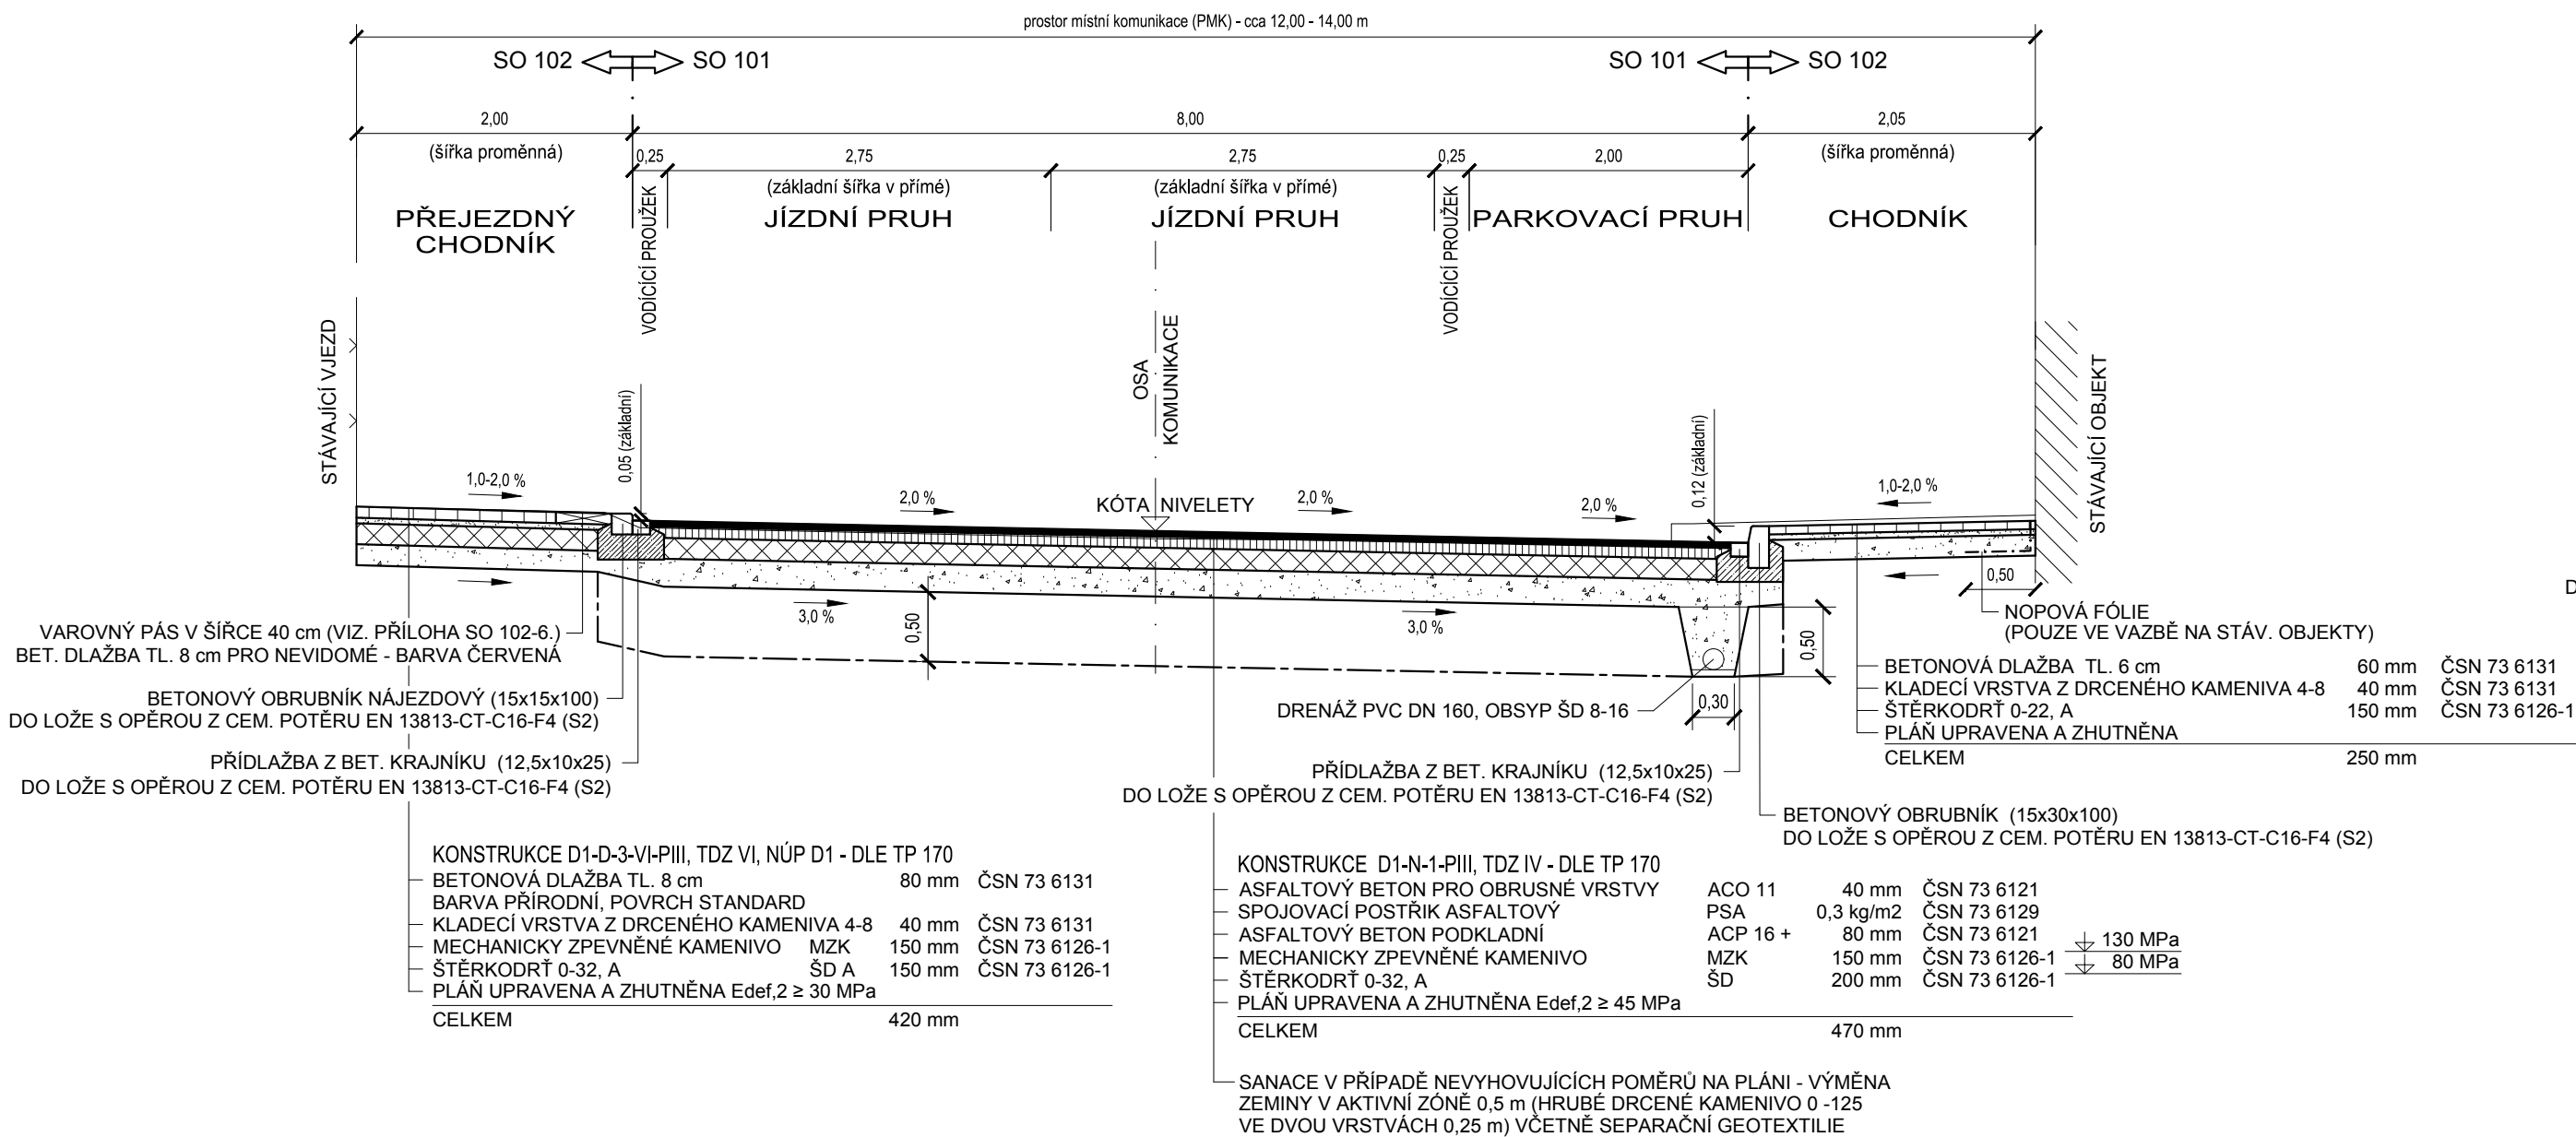 prostor místní komunikace (PMK) - cca 12,00 - 14,00 m
SO 102 SO 101 SO 101 SO 102
2,00 8,00 2,05
(šířka proměnná) 0,25 2,75 2,75 0,25 2,00 (šířka proměnná)
(základní šířka v přímé) (základní šířka v přímé)
PŘEJEZDNÝ
CHODNÍK
VODÍCÍCÍ PROUŽEK
JÍZDNÍ PRUH
JÍZDNÍ PRUH
VODÍCÍCÍ PROUŽEK
PARKOVACÍ PRUH
CHODNÍK
STÁVAJÍCÍ VJEZD
OSA
KOMUNIKACE
STÁVAJÍCÍ OBJEKT
0,05 (základní)
0,12 (základní)
1,0-2,0 % 2,0 % KÓTA NIVELETY 2,0 % 2,0 % 1,0-2,0 %
3,0 % 0,50 3,0 % 0,50 0,50
0,30
D
NOPOVÁ FÓLIE
(POUZE VE VAZBĚ NA STÁV. OBJEKTY)
VAROVNÝ PÁS V ŠÍŘCE 40 cm (VIZ. PŘÍLOHA SO 102-6.)
BET. DLAŽBA TL. 8 cm PRO NEVIDOMÉ - BARVA ČERVENÁ
BETONOVÝ OBRUBNÍK NÁJEZDOVÝ (15x15x100)
DO LOŽE S OPĚROU Z CEM. POTĚRU EN 13813-CT-C16-F4 (S2)
PŘÍDLAŽBA Z BET. KRAJNÍKU (12,5x10x25)
DO LOŽE S OPĚROU Z CEM. POTĚRU EN 13813-CT-C16-F4 (S2)
DRENÁŽ PVC DN 160, OBSYP ŠD 8-16
PŘÍDLAŽBA Z BET. KRAJNÍKU (12,5x10x25)
DO LOŽE S OPĚROU Z CEM. POTĚRU EN 13813-CT-C16-F4 (S2)
BETONOVÁ DLAŽBA TL. 6 cm 60 mm ČSN 73 6131
KLADECÍ VRSTVA Z DRCENÉHO KAMENIVA 4-8 40 mm ČSN 73 6131
ŠTĚRKODRŤ 0-22, A 150 mm ČSN 73 6126-1
PLÁŇ UPRAVENA A ZHUTNĚNA
CELKEM 250 mm
BETONOVÝ OBRUBNÍK (15x30x100)
DO LOŽE S OPĚROU Z CEM. POTĚRU EN 13813-CT-C16-F4 (S2)
KONSTRUKCE D1-D-3-VI-PIII, TDZ VI, NÚP D1 - DLE TP 170
BETONOVÁ DLAŽBA TL. 8 cm 80 mm ČSN 73 6131
BARVA PŘÍRODNÍ, POVRCH STANDARD
KLADECÍ VRSTVA Z DRCENÉHO KAMENIVA 4-8 40 mm ČSN 73 6131
MECHANICKY ZPEVNĚNÉ KAMENIVO MZK 150 mm ČSN 73 6126-1
ŠTĚRKODRŤ 0-32, A ŠD A 150 mm ČSN 73 6126-1
PLÁŇ UPRAVENA A ZHUTNĚNA Edef,2 ≥ 30 MPa
CELKEM 420 mm
KONSTRUKCE D1-N-1-PIII, TDZ IV - DLE TP 170
ASFALTOVÝ BETON PRO OBRUSNÉ VRSTVY ACO 11 40 mm ČSN 73 6121
SPOJOVACÍ POSTŘIK ASFALTOVÝ PSA 0,3 kg/m2 ČSN 73 6129
ASFALTOVÝ BETON PODKLADNÍ ACP 16 + 80 mm ČSN 73 6121 130 MPa
MECHANICKY ZPEVNĚNÉ KAMENIVO MZK 150 mm ČSN 73 6126-1 80 MPa
ŠTĚRKODRŤ 0-32, A ŠD 200 mm ČSN 73 6126-1
PLÁŇ UPRAVENA A ZHUTNĚNA Edef,2 ≥ 45 MPa
CELKEM 470 mm
SANACE V PŘÍPADĚ NEVYHOVUJÍCÍCH POMĚRŮ NA PLÁNI - VÝMĚNA
ZEMINY V AKTIVNÍ ZÓNĚ 0,5 m (HRUBÉ DRCENÉ KAMENIVO 0 -125
VE DVOU VRSTVÁCH 0,25 m) VČETNĚ SEPARAČNÍ GEOTEXTILIE